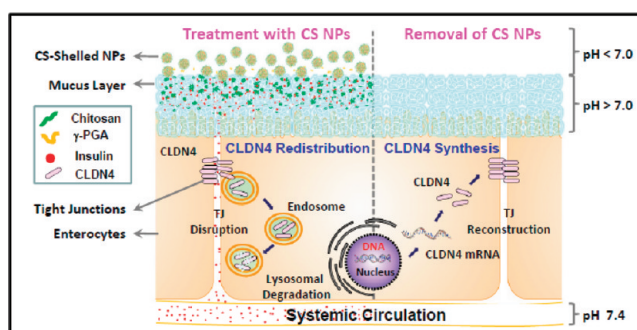 Treatment with CS NPs
Removal of CS NPs
CS-Shelled NPs
pH < 7.0
Mucus Layer
pH > 7.0
Chitosan
γ-PGA
Insulin
CLDN4
CLDN4
CLDN4 Redistribution
CLDN4 Synthesis
CLDN4
Endosome
Tight Junctions
TJ
Disruption
TJ
Reconstruction
Enterocytes
DNA
Nucleus
CLDN4 mRNA
Lysosomal
Degradation
Systemic Circulation
pH 7.4